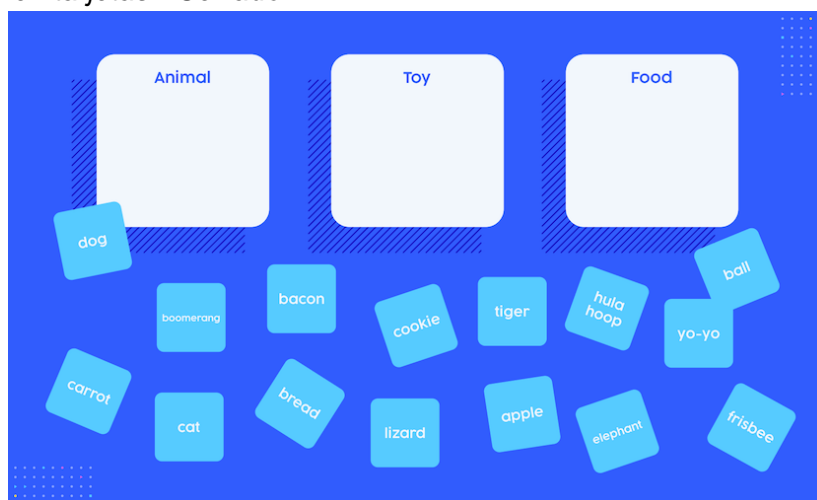 Animal
Toy
Food
dog
ball
bacon
boomerang
cookie
tiger
hula
hoop
yo-yo
carrot
cat
bread
lizard
apple
elephant
frisbee